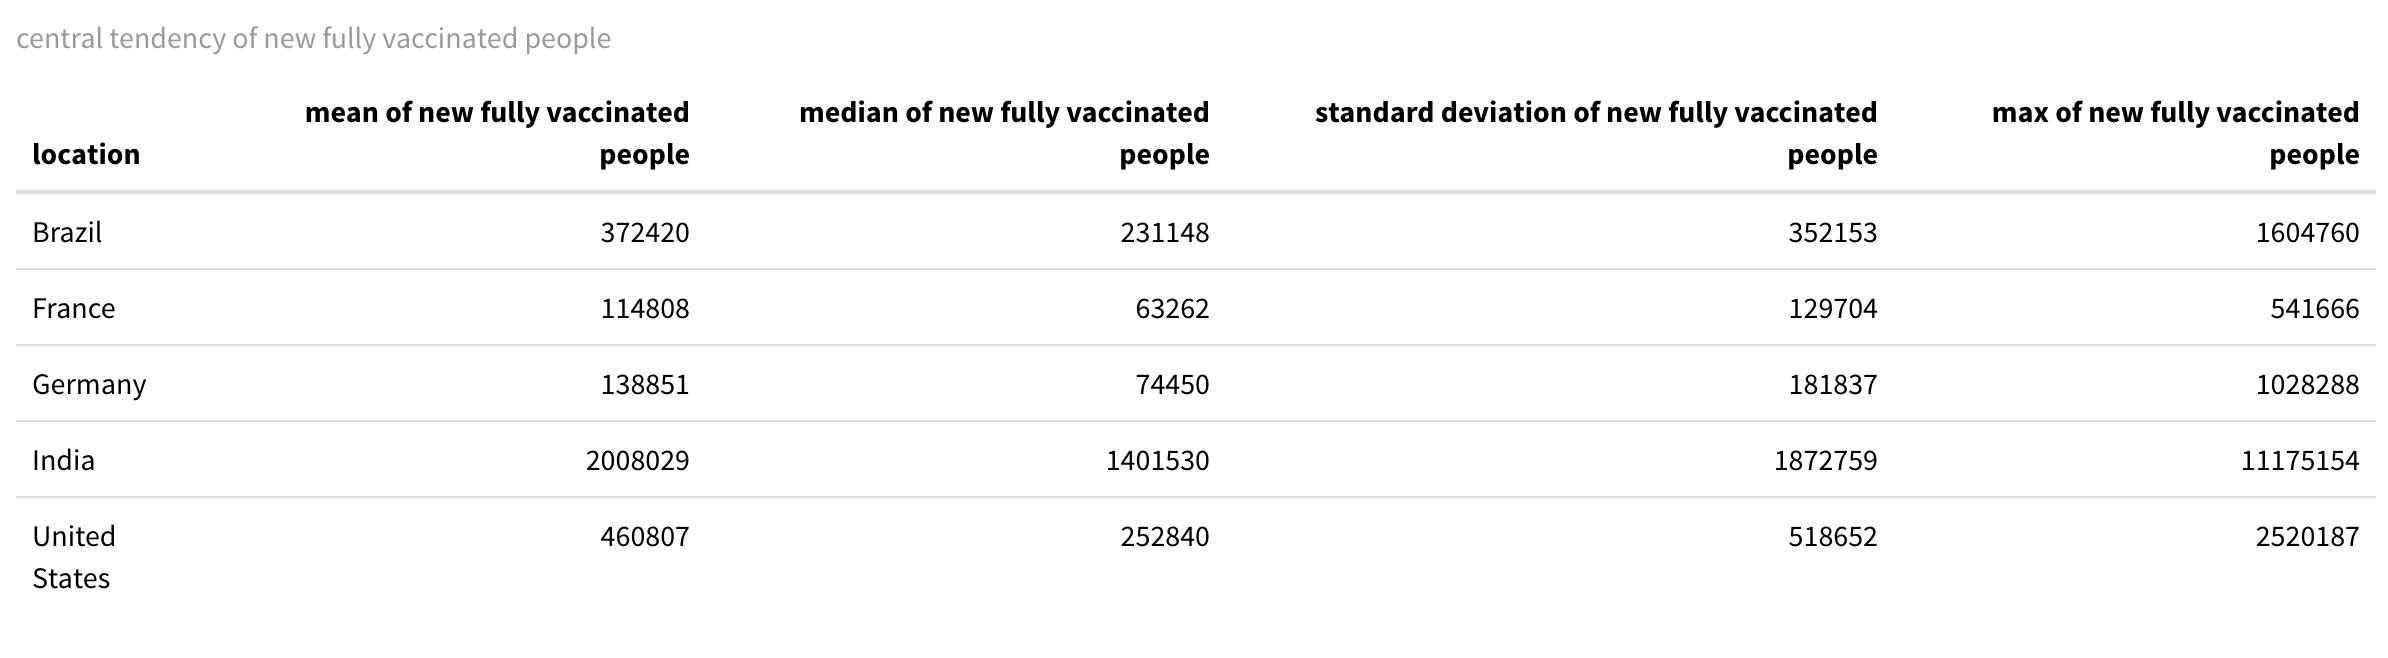 central tendency of new fully vaccinated people
mean of new fully vaccinated median of new fully vaccinated standard deviation of new fully vaccinated max of new fully vaccinated
location people people people people
Brazil 372420 231148 352153 1604760
France 114808 63262 129704 541666
Germany 138851 74450 181837 1028288
India 2008029 1401530 1872759 11175154
United 460807 252840 518652 2520187
States